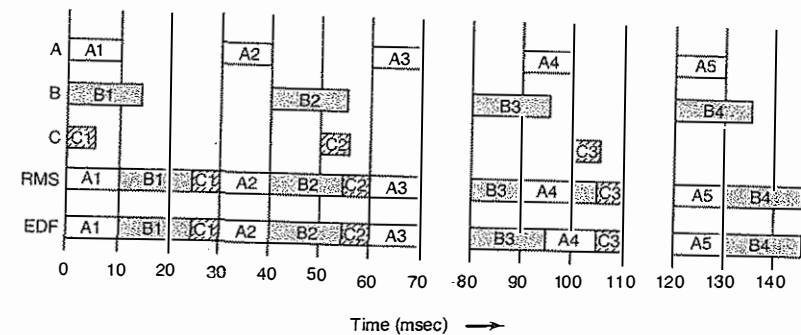 A A1 A2 A3 A4 A5
B B1 B2 B3 B4
C C1 C2 C3
RMS A1 B1 C1 A2 B2 C2 A3 B3 A4 C3 A5 B4
EDF A1 B1 C1 A2 B2 C2 A3 B3 A4 C3 A5 B4
0 10 20 30 40 50 60 70 80 90 100 110 120 130 140
Time (msec)